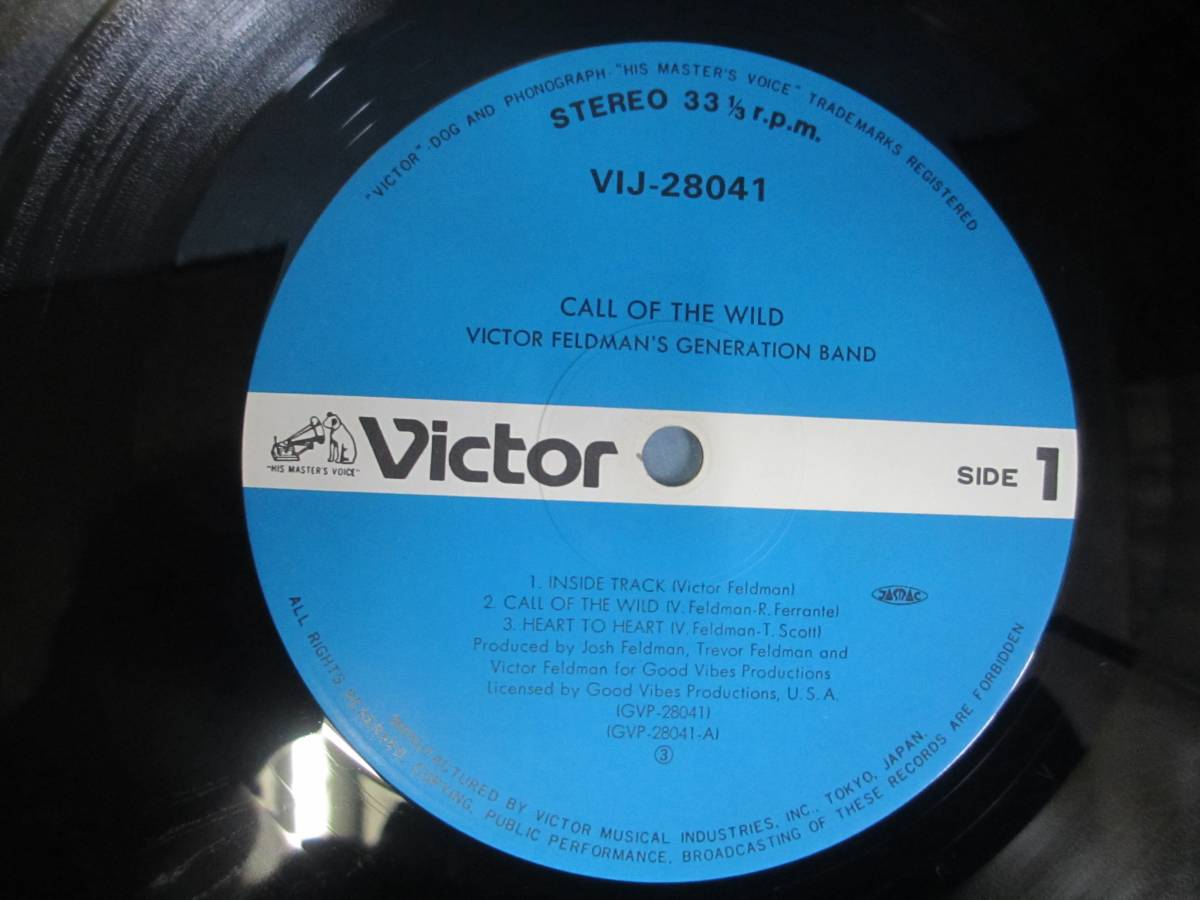 "VICTOR"-DOG AND PHONOGRAPH-"HIS MASTER'S VOICE" TRADEMARKS REGISTERED
STEREO 33 1/3 r.p.m.
VIJ-28041
CALL OF THE WILD
VICTOR FELDMAN'S GENERATION BAND
"HIS MASTER'S VOICE"
Victor
SIDE 1
1. INSIDE TRACK (Victor Feldman)
2. CALL OF THE WILD (V. Feldman-R. Ferrante)
3. HEART TO HEART (V. Feldman-T. Scott)
JASRAC
Produced by Josh Feldman, Trevor Feldman and
Victor Feldman for Good Vibes Productions
Licensed by Good Vibes Productions, U.S.A.
(GVP-28041)
(GVP-28041-A)
③
MANUFACTURED BY VICTOR MUSICAL INDUSTRIES, INC., TOKYO, JAPAN.
ALL RIGHTS RESERVED. COPYING, PUBLIC PERFORMANCE, BROADCASTING OF THESE RECORDS ARE FORBIDDEN